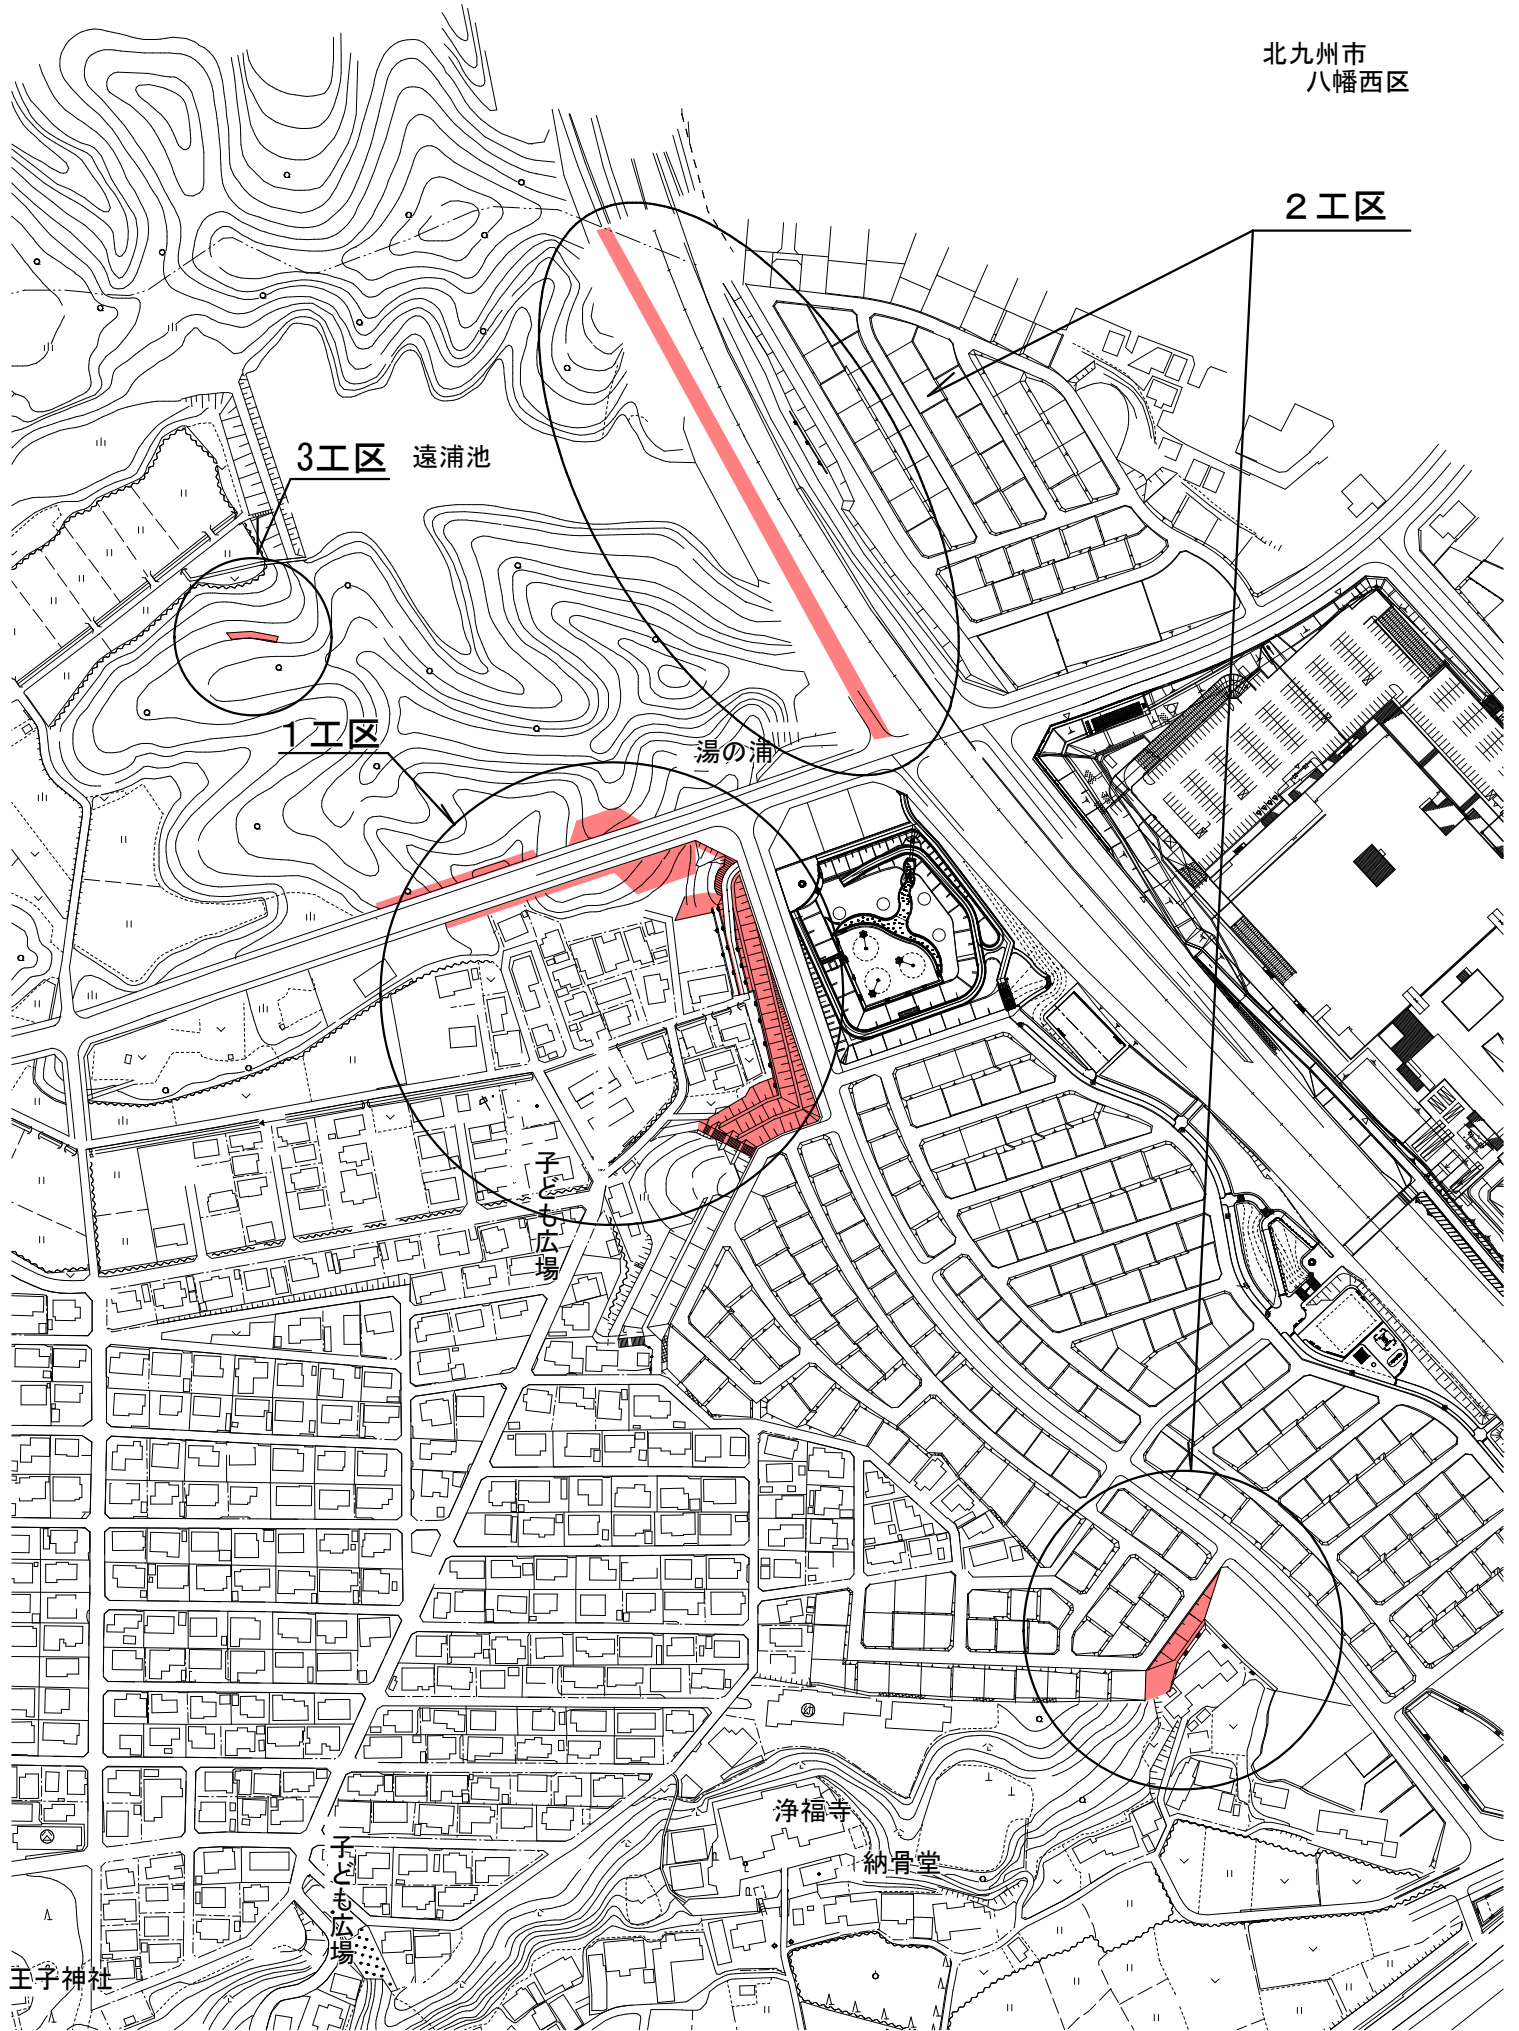 北九州市
八幡西区
２工区
3工区
遠浦池
1工区
湯の浦
子ども広場
幼
浄福寺
納骨堂
子ども広場
王子神社